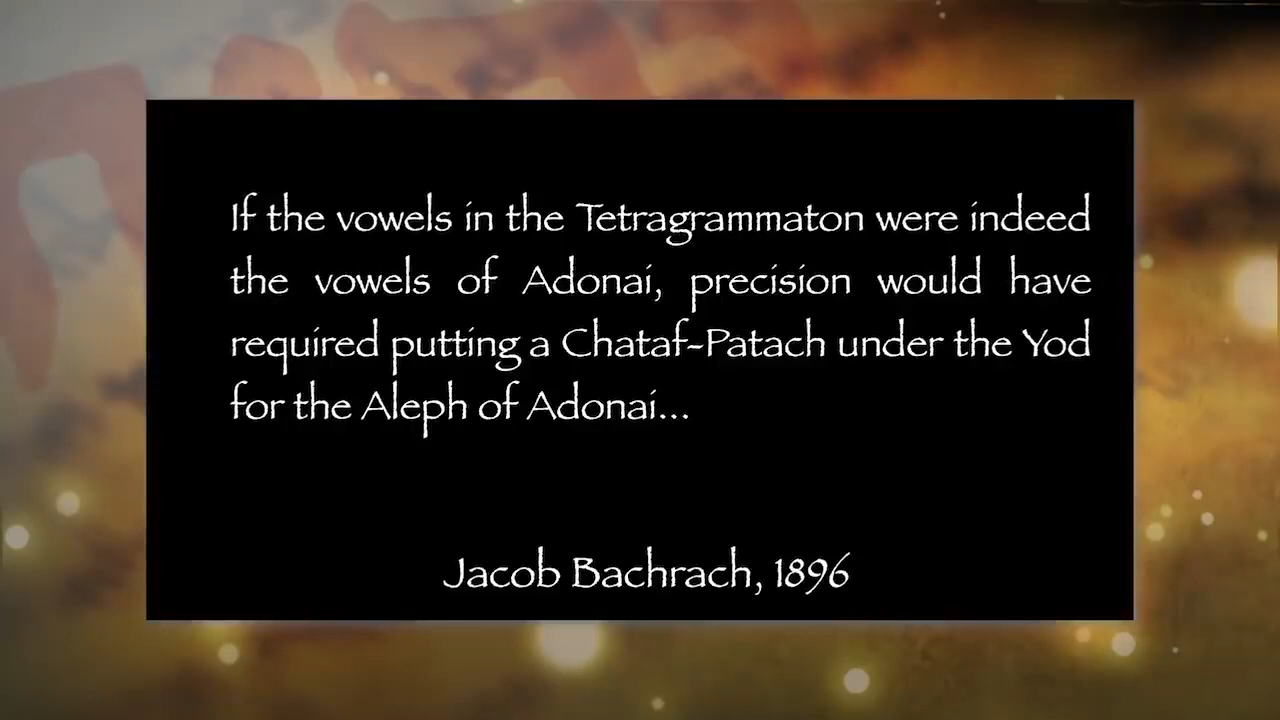 If the vowels in the Tetragrammaton were indeed
the vowels of Adonai, precision would have
required putting a Chataf-Patach under the Yod
for the Aleph of Adonai...
Jacob Bachrach, 1896